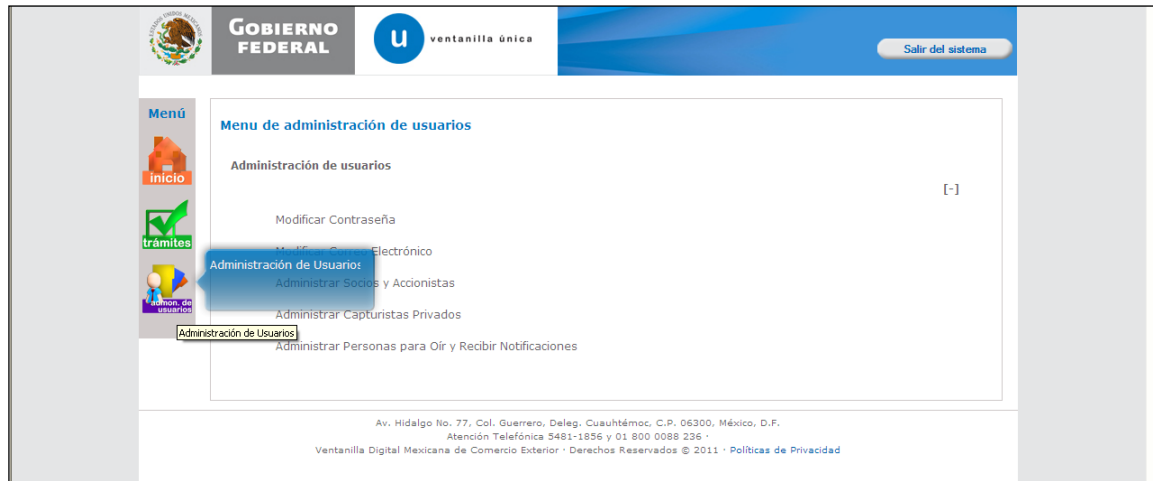 GOBIERNO
FEDERAL
u
ventanilla única
Salir del sistema
Menú
inicio
trámites
admon. de
usuarios
Menu de administración de usuarios
Administración de usuarios
[-]
Modificar Contraseña
Modificar Correo Electrónico
Administración de Usuarios
Administrar Socios y Accionistas
Administrar Capturistas Privados
Administración de Usuarios
Administrar Personas para Oír y Recibir Notificaciones
Av. Hidalgo No. 77, Col. Guerrero, Deleg. Cuauhtémoc, C.P. 06300, México, D.F.
Atención Telefónica 5481-1856 y 01 800 0088 236 ·
Ventanilla Digital Mexicana de Comercio Exterior · Derechos Reservados © 2011 · Políticas de Privacidad